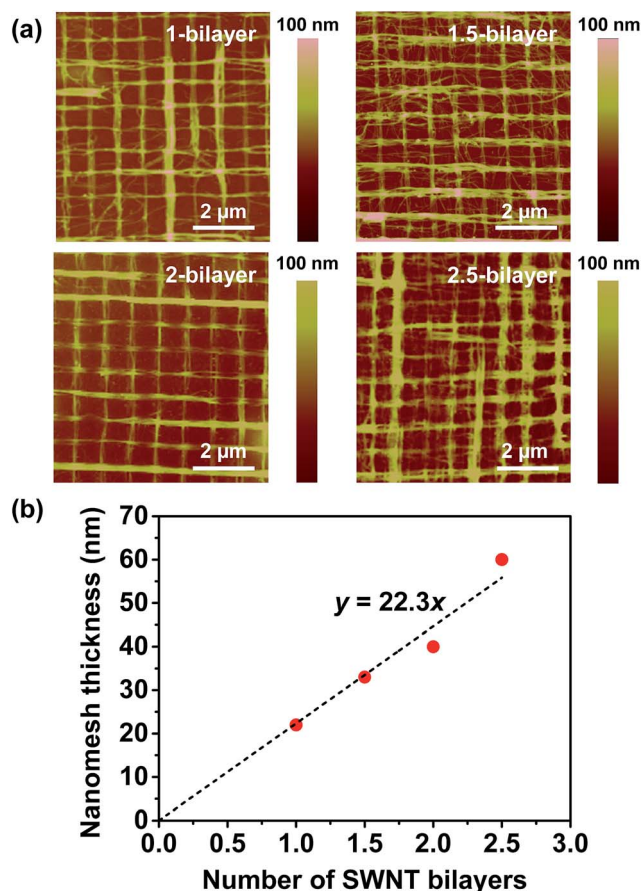 (a)
1-bilayer 100 nm 1.5-bilayer 100 nm
2 µm 2 µm
2-bilayer 100 nm 2.5-bilayer 100 nm
2 µm 2 µm
(b)
70
60
50
40
30
20
10
0
Nanomesh thickness (nm)
y = 22.3x
0.0 0.5 1.0 1.5 2.0 2.5 3.0
Number of SWNT bilayers